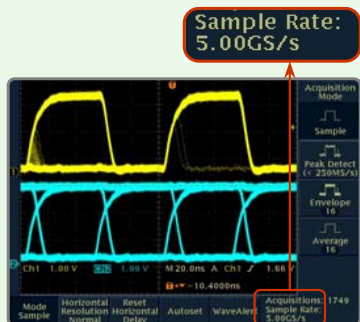 Sample Rate:
5.00GS/s
Acquisition
Mode
Sample
Peak Detect
(< 250MS/s)
Envelope
16
Average
16
Ch1 1.00 V Ch2 1.00 V M 20.0ns A Ch1 1.66 V
-10.4000ns
Mode
Sample
Horizontal
Resolution
Normal
Reset
Horizontal
Delay
Autoset
WaveAlert
Acquisitions: 1749
Sample Rate:
5.00GS/s